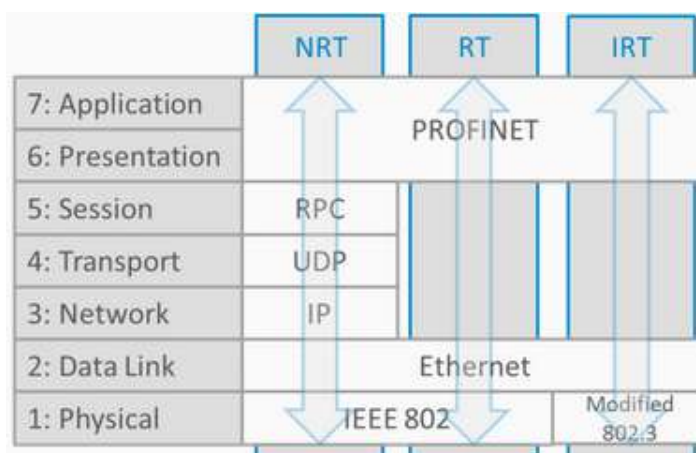 NRT RT IRT
7: Application
PROFINET
6: Presentation
5: Session RPC
4: Transport UDP
3: Network IP
2: Data Link Ethernet
1: Physical IEEE 802 Modified
802.3